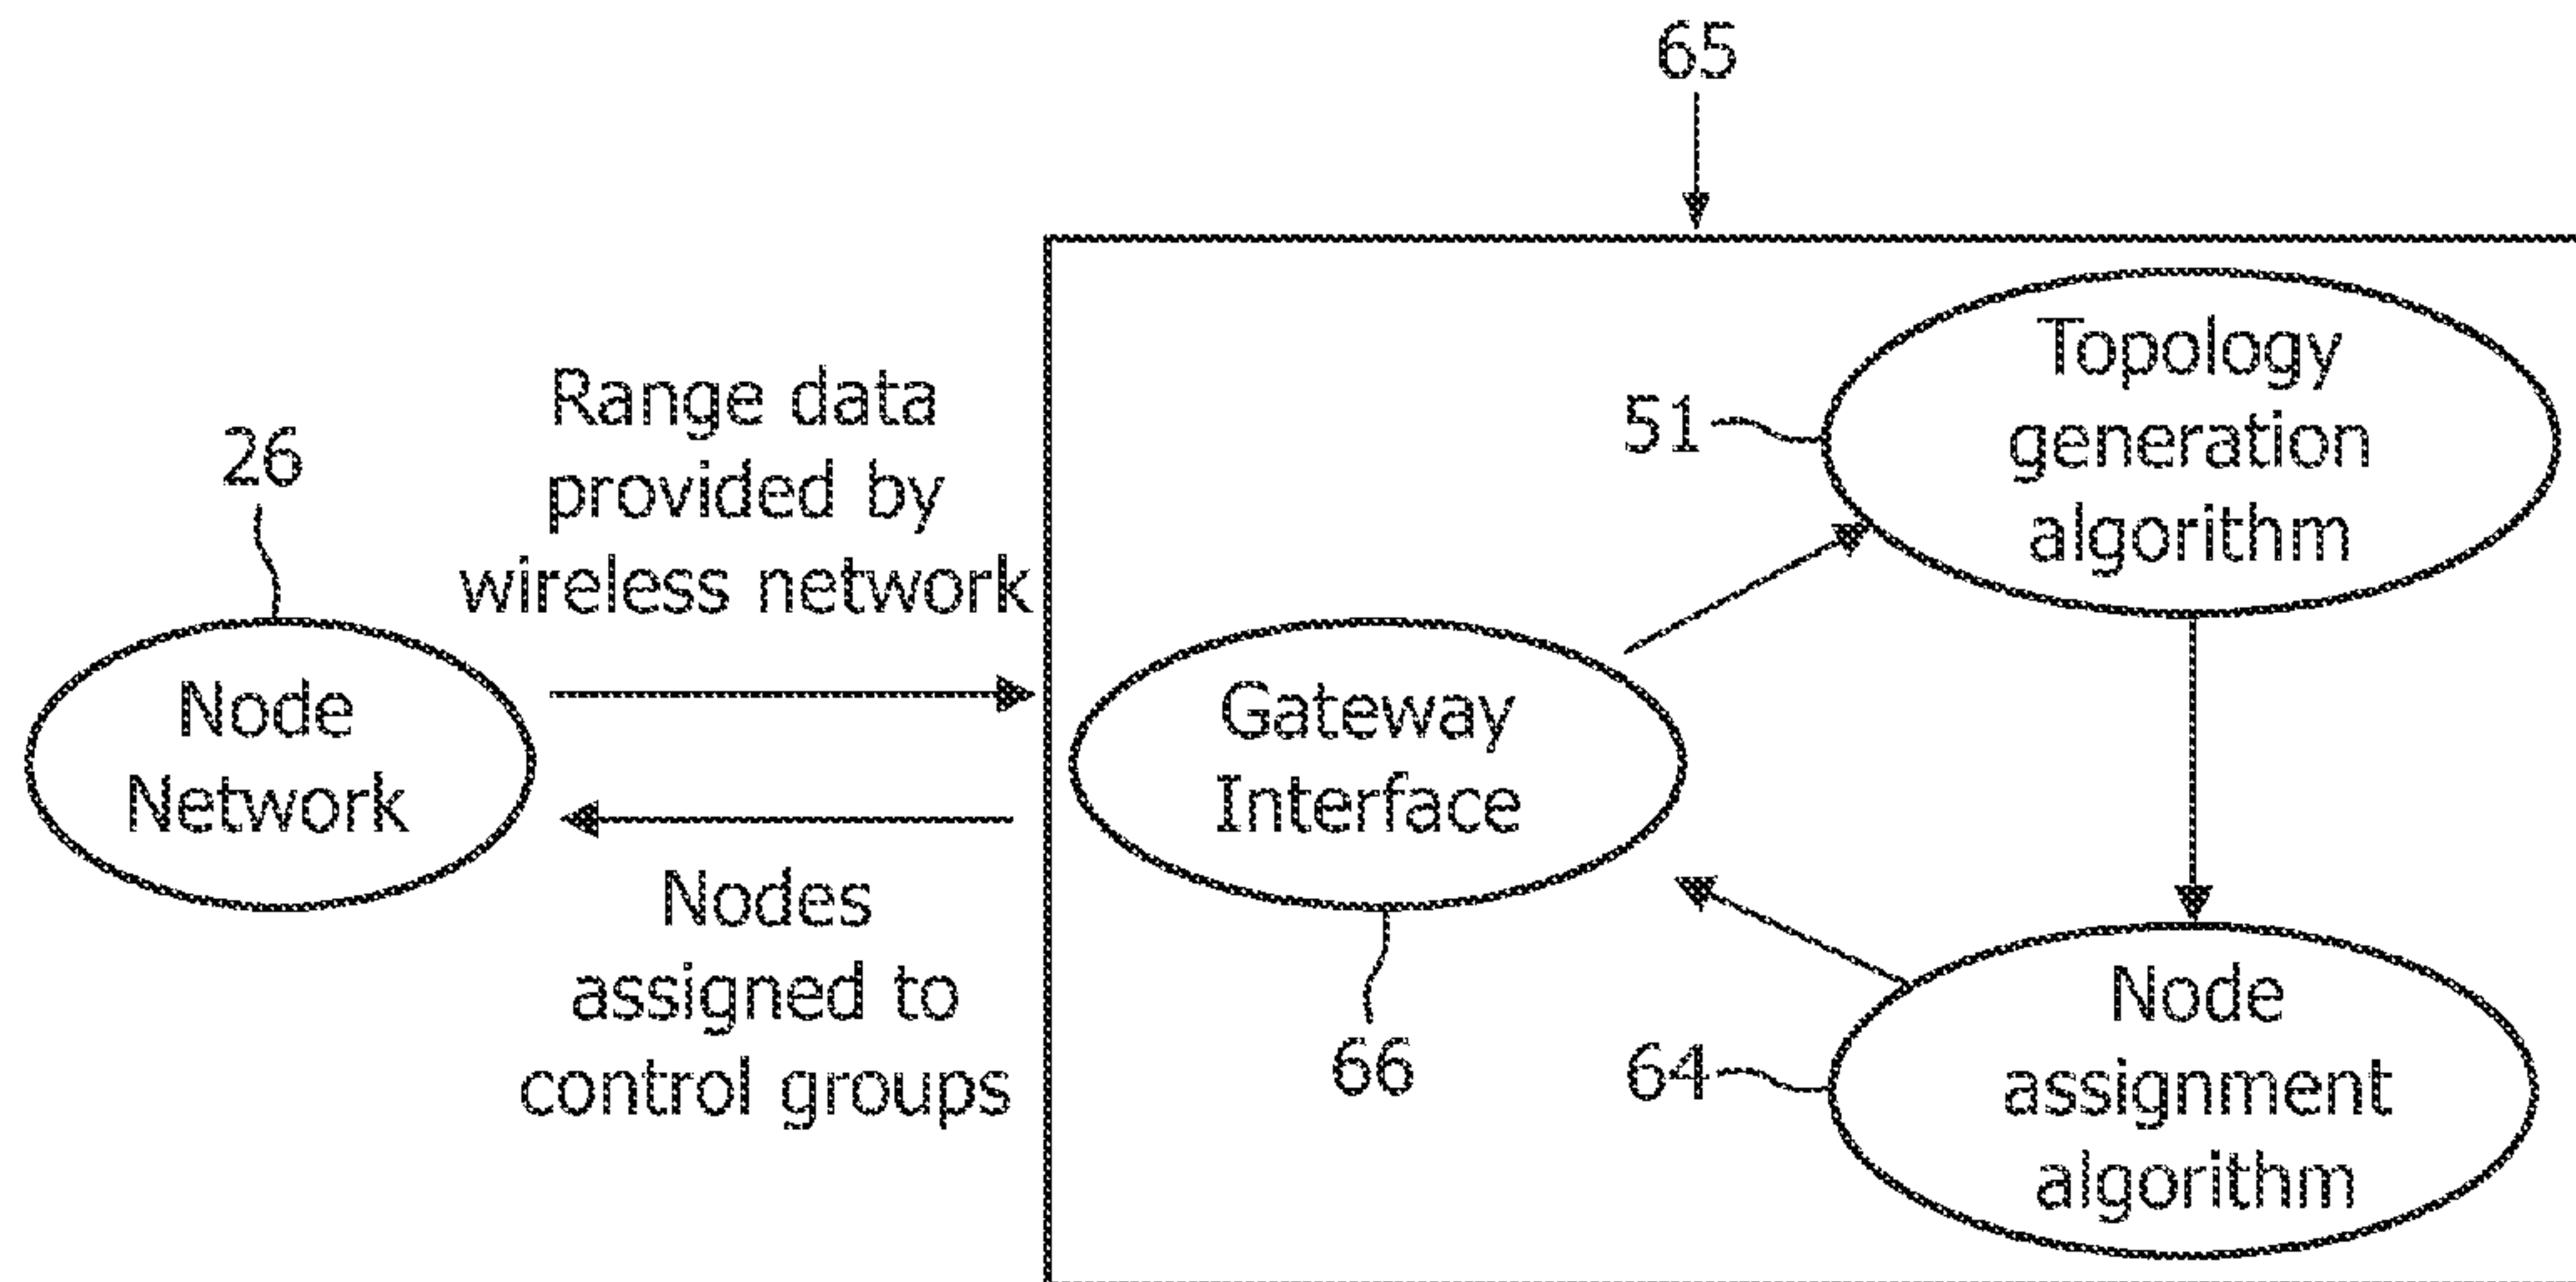 65
Topology
generation
algorithm
51
Range data
provided by
wireless network
26
Node
Network
Gateway
Interface
Nodes
assigned to
control groups
66
64
Node
assignment
algorithm